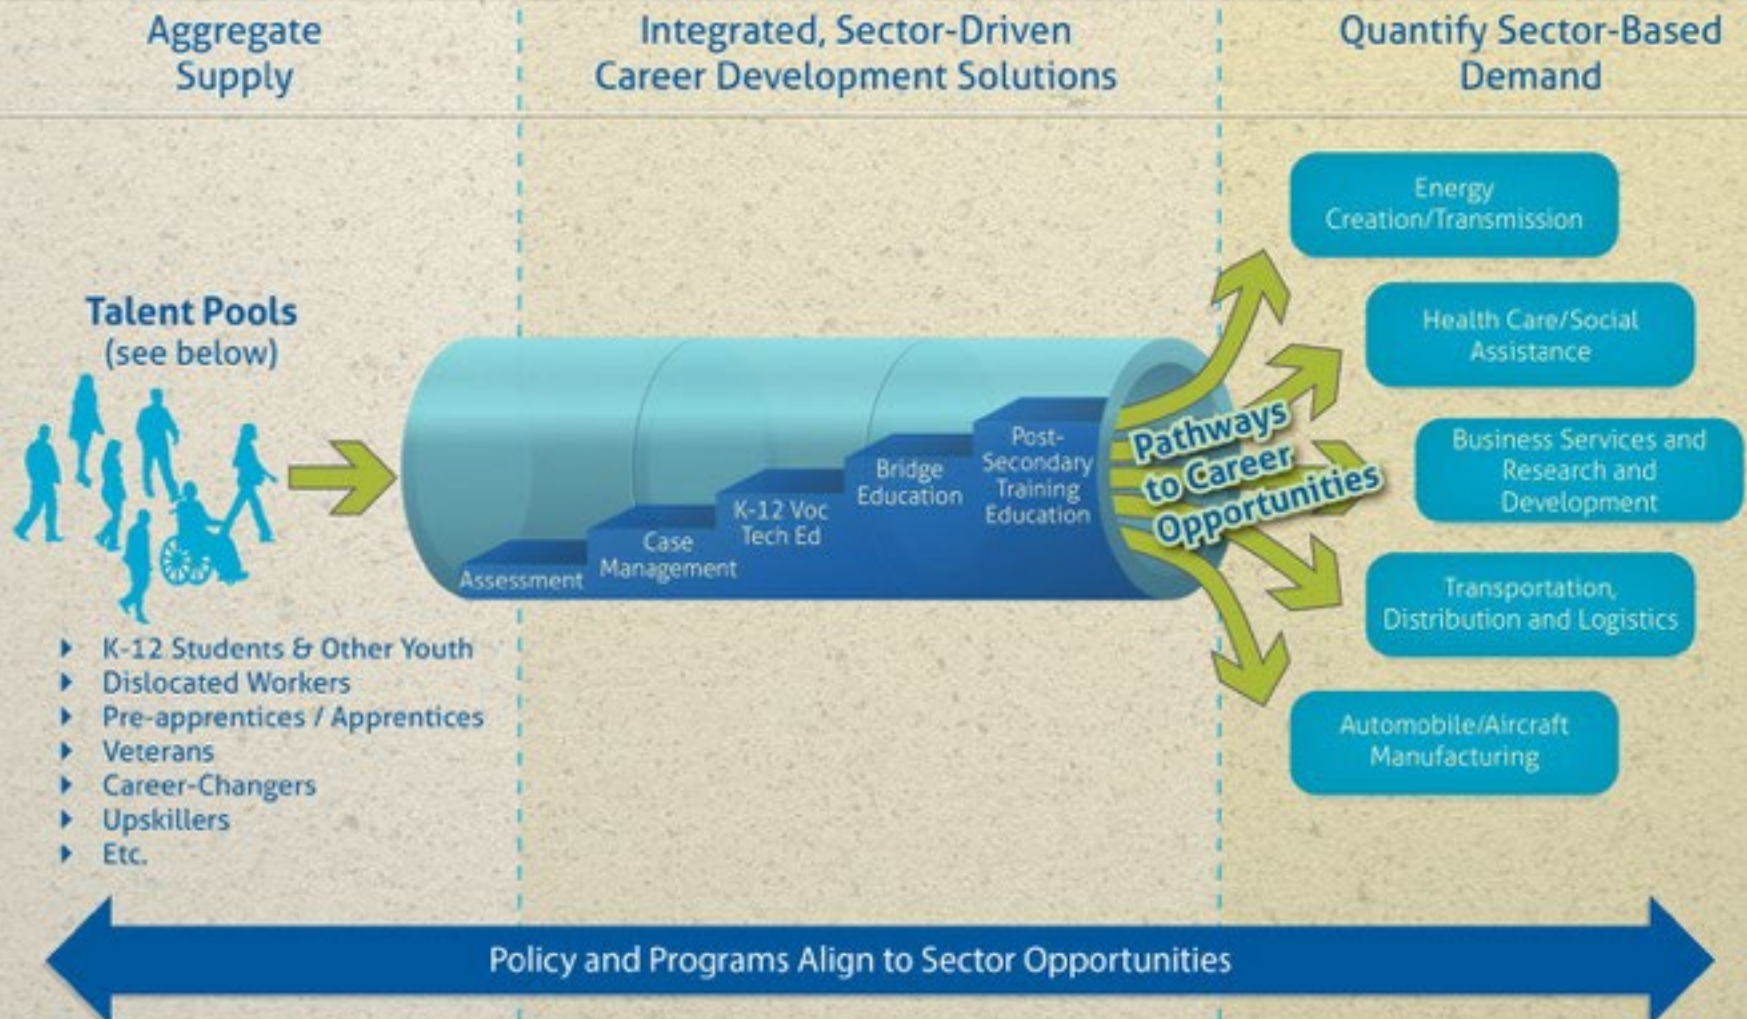 Aggregate
Supply
Integrated, Sector-Driven
Career Development Solutions
Quantify Sector-Based
Demand
Talent Pools
(see below)
K-12 Students & Other Youth
Dislocated Workers
Pre-apprentices / Apprentices
Veterans
Career-Changers
Upskillers
Etc.
Assessment
Case
Management
K-12 Voc
Tech Ed
Bridge
Education
Post-
Secondary
Training
Education
Pathways
to Career
Opportunities
Energy
Creation/Transmission
Health Care/Social
Assistance
Business Services and
Research and
Development
Transportation,
Distribution and Logistics
Automobile/Aircraft
Manufacturing
Policy and Programs Align to Sector Opportunities